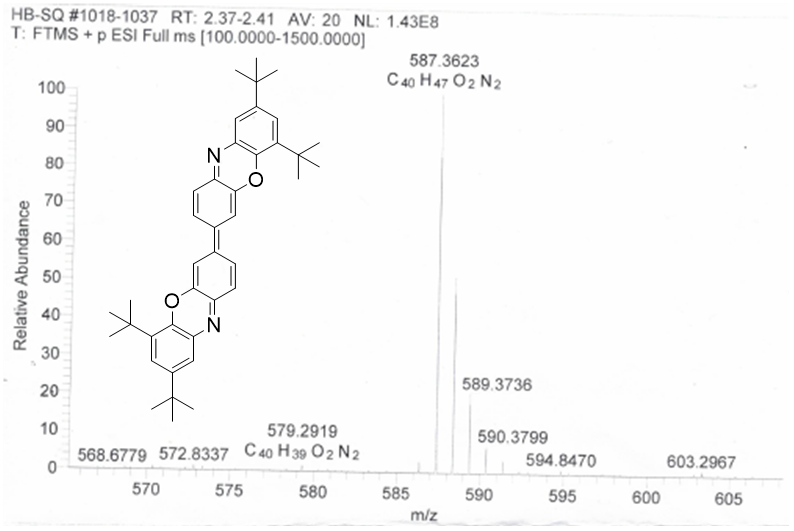 HB-SQ #1018-1037 RT: 2.37-2.41 AV: 20 NL: 1.43E8
T: FTMS + p ESI Full ms [100.0000-1500.0000]
587.3623
C40 H47 O2 N2
100
90
80
70
60
50
40
30
20
10
0
Relative Abundance
N
O
O
N
589.3736
590.3799
579.2919
C40 H39 O2 N2
568.6779
572.8337
594.8470
603.2967
570
575
580
585
590
595
600
605
m/z